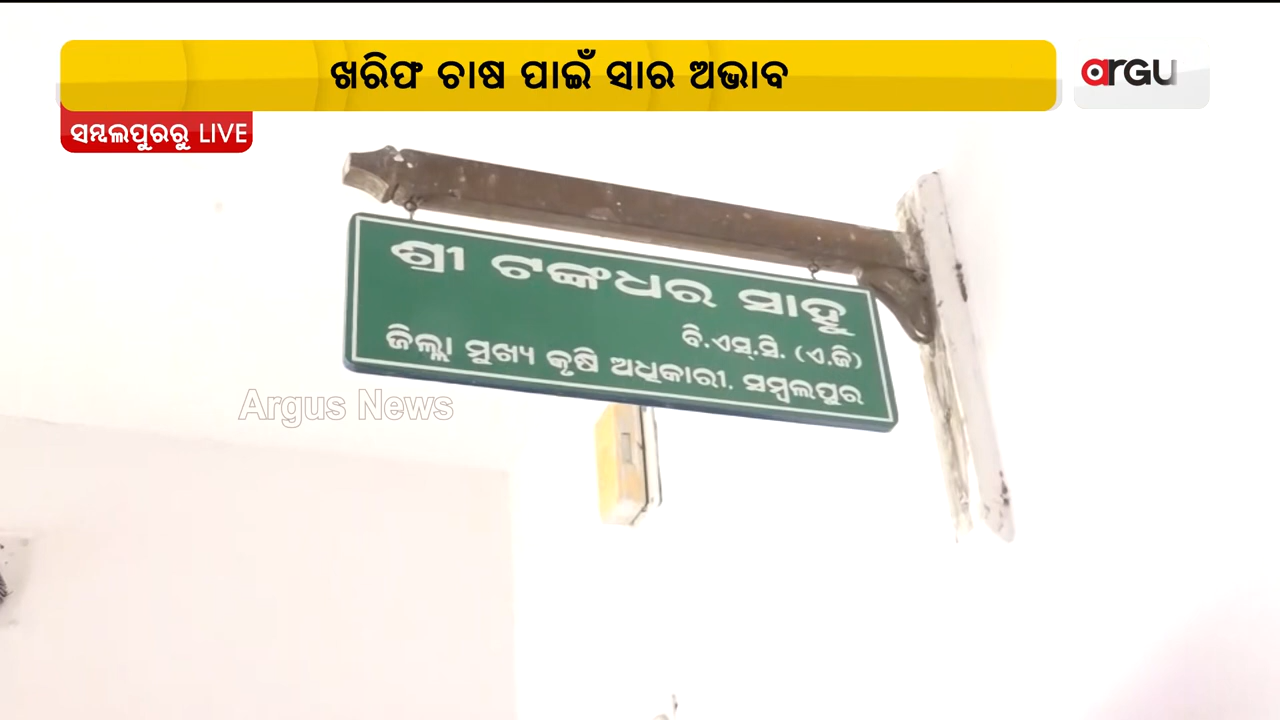 ଖରିଫ ଚାଷ ପାଇଁ ସାର ଅଭାବ
ARGU
ସମ୍ବଲପୁରରୁ LIVE
ଶ୍ରୀ ଟଙ୍କଧର ସାହୁ
ବି.ଏସ୍.ସି. (ଏ.ଜି)
ଜିଲ୍ଲା ମୁଖ୍ୟ କୃଷି ଅଧିକାରୀ. ସମ୍ବଲପୁର
Argus News